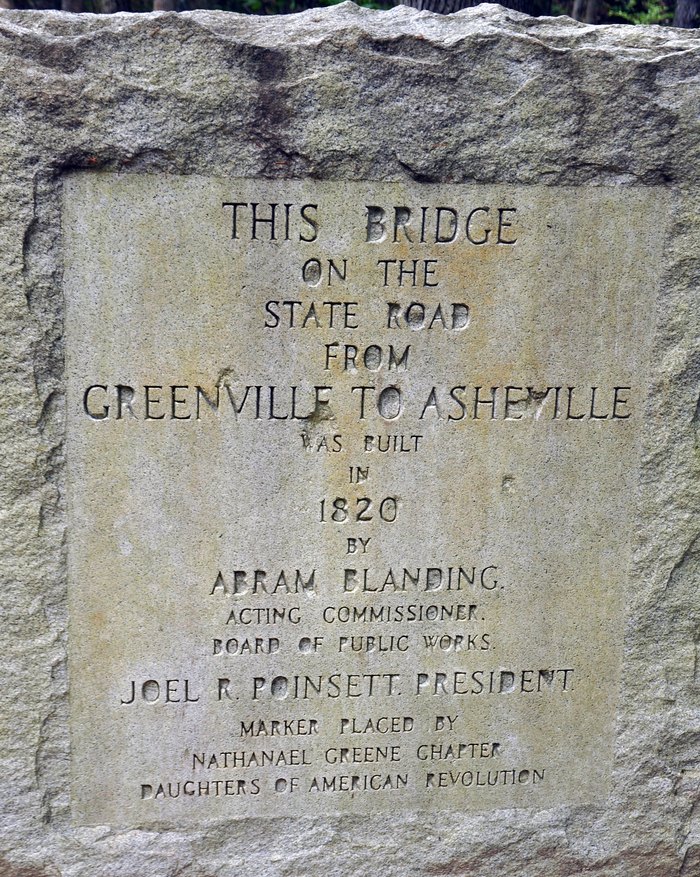 THIS BRIDGE
ON THE
STATE ROAD
FROM
GREENVILLE TO ASHEVILLE
WAS BUILT
IN
1820
BY
ABRAM BLANDING.
ACTING COMMISSIONER.
BOARD OF PUBLIC WORKS.
JOEL R. POINSETT. PRESIDENT.
MARKER PLACED BY
NATHANAEL GREENE CHAPTER
DAUGHTERS OF AMERICAN REVOLUTION